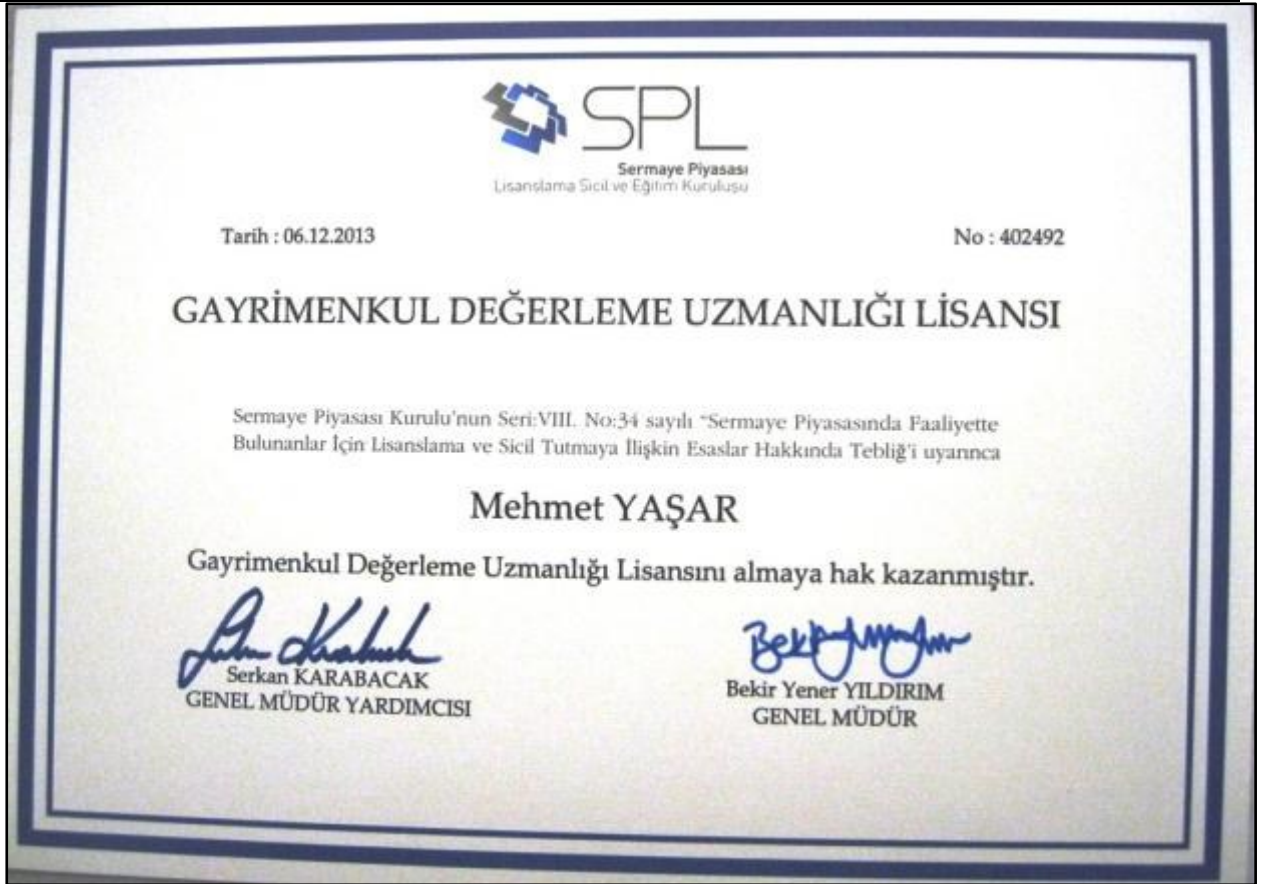 SPL
Sermaye Piyasası
Lisanslama Sicil ve Eğitim Kuruluşu
Tarih : 06.12.2013
No : 402492
GAYRİMENKUL DEĞERLEME UZMANLIĞI LİSANSI
Sermaye Piyasası Kurulu'nun Seri:VIII. No:34 sayılı "Sermaye Piyasasında Faaliyette
Bulunanlar İçin Lisanslama ve Sicil Tutmaya İlişkin Esaslar Hakkında Tebliğ'i uyarınca
Mehmet YAŞAR
Gayrimenkul Değerleme Uzmanlığı Lisansını almaya hak kazanmıştır.
Serkan KARABACAK
GENEL MÜDÜR YARDIMCISI
Bekir Yener YILDIRIM
GENEL MÜDÜR